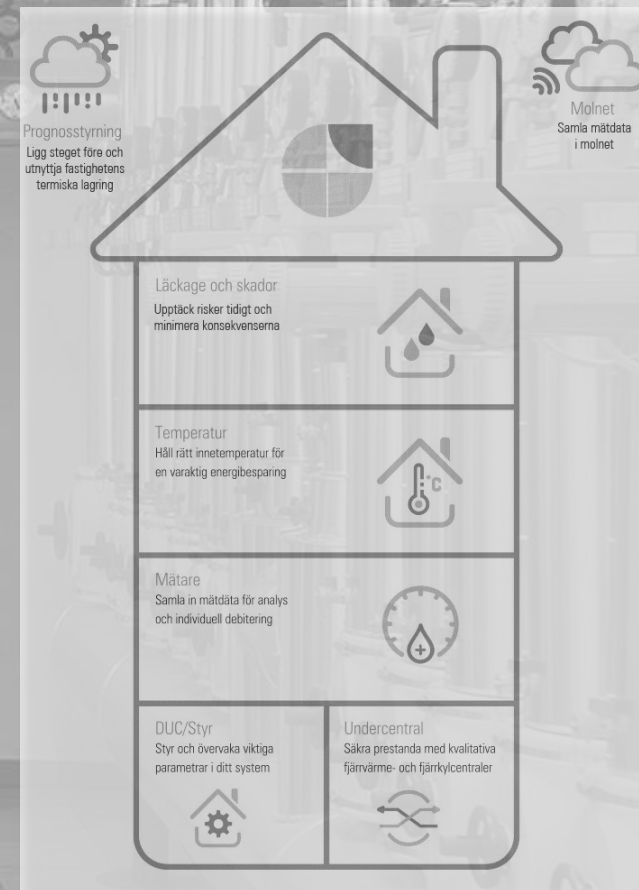 Prognosstyrning
Ligg steget före och
utnyttja fastighetens
termiska lagring
Molnet
Samla mätdata
i molnet
Läckage och skador
Upptäck risker tidigt och
minimera konsekvenserna
Temperatur
Håll rätt innetemperatur för
en varaktig energibesparing
°C
Mätare
Samla in mätdäta för analys
och individuell debitering
DUC/Styr
Styr och övervaka viktiga
parametrar i ditt system
Undercentral
Säkra prestanda med kvalitativa
fjärrvärme- och fjärrkylcentraler